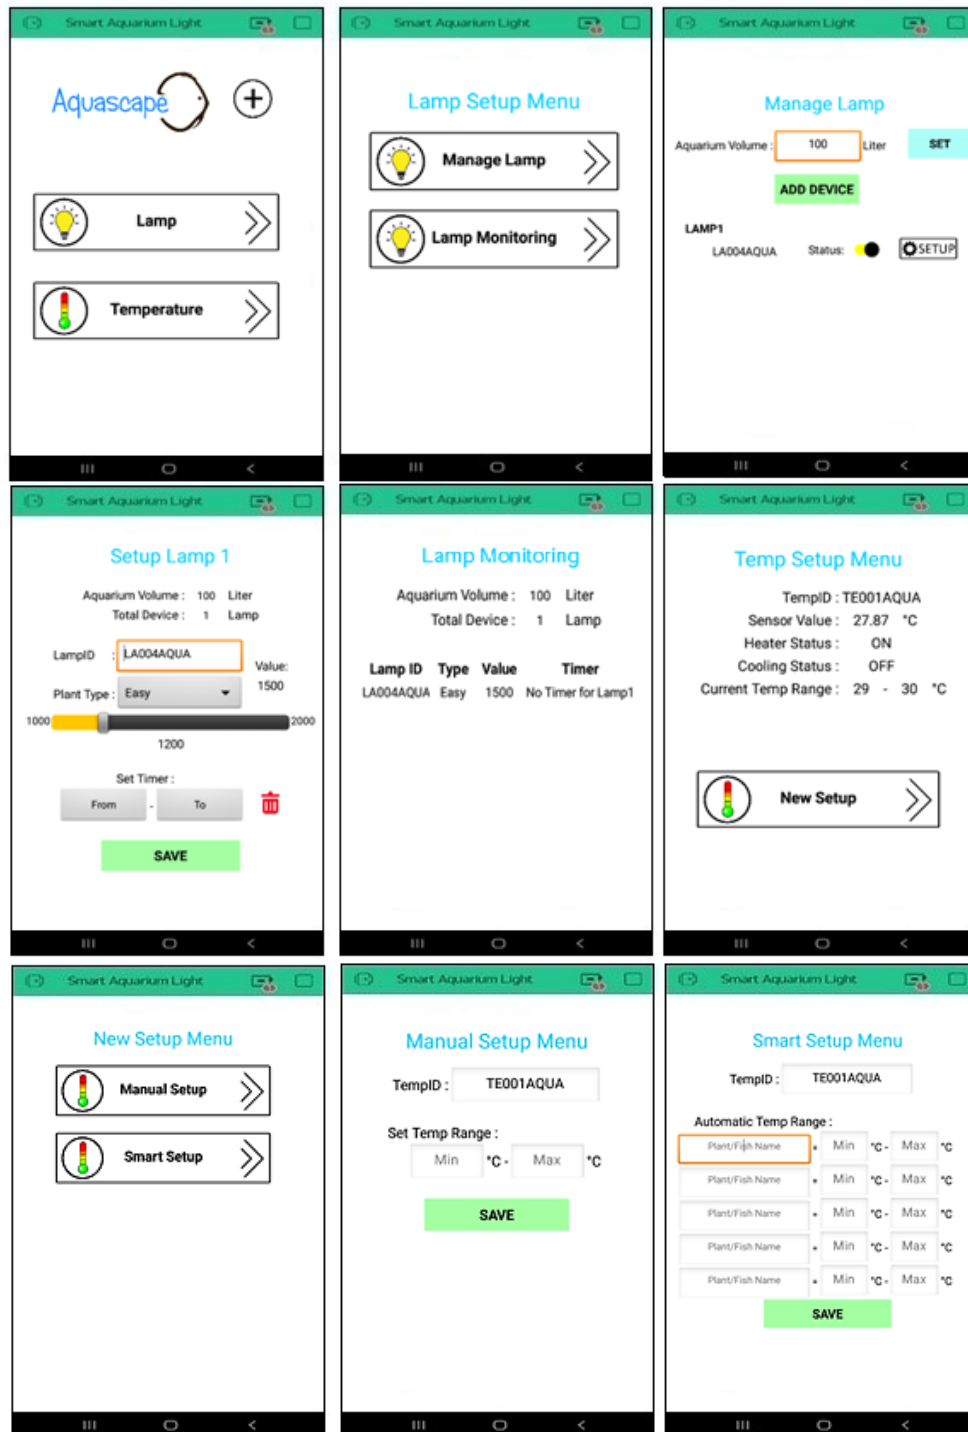 Smart Aquarium Light
Aquascape
Lamp
Temperature
Smart Aquarium Light
Lamp Setup Menu
Manage Lamp
Lamp Monitoring
Smart Aquarium Light
Manage Lamp
Aquarium Volume : 100 Liter SET
ADD DEVICE
LAMP1
LA004AQUA Status: SETUP
Smart Aquarium Light
Setup Lamp 1
Aquarium Volume : 100 Liter
Total Device : 1 Lamp
LampID : LA004AQUA
Value:
Plant Type : Easy 1500
1000 2000
1200
Set Timer :
From - To
SAVE
Smart Aquarium Light
Lamp Monitoring
Aquarium Volume : 100 Liter
Total Device : 1 Lamp
Lamp ID Type Value Timer
LA004AQUA Easy 1500 No Timer for Lamp1
Smart Aquarium Light
Temp Setup Menu
TempID : TE001AQUA
Sensor Value : 27.87 °C
Heater Status : ON
Cooling Status : OFF
Current Temp Range : 29 - 30 °C
New Setup
Smart Aquarium Light
New Setup Menu
Manual Setup
Smart Setup
Smart Aquarium Light
Manual Setup Menu
TempID : TE001AQUA
Set Temp Range :
Min °C - Max °C
SAVE
Smart Aquarium Light
Smart Setup Menu
TempID : TE001AQUA
Automatic Temp Range :
Plant/Fish Name Min °C - Max °C
Plant/Fish Name Min °C - Max °C
Plant/Fish Name Min °C - Max °C
Plant/Fish Name Min °C - Max °C
Plant/Fish Name Min °C - Max °C
SAVE